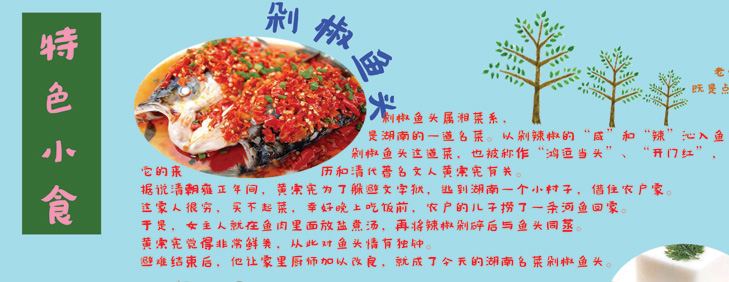 特色小食
剁椒鱼头
老
既是点
剁椒鱼头属湘菜系，
是湖南的一道名菜。以剁辣椒的“咸”和“辣”沁入鱼
剁椒鱼头这道菜，也被称作“鸿运当头”、“开门红”，
它的来历和清代著名文人黄宗宪有关。
据说清朝雍正年间，黄宗宪为了躲避文字狱，逃到湖南一个小村子，借住农户家。
这家人很穷，买不起菜，幸好晚上吃饭前，农户的儿子捞了一条河鱼回家。
于是，女主人就在鱼肉里面放盐煮汤，再将辣椒剁碎后与鱼头同蒸。
黄宗宪觉得非常鲜美，从此对鱼头情有独钟。
避难结束后，他让家里厨师加以改良，就成了今天的湖南名菜剁椒鱼头。